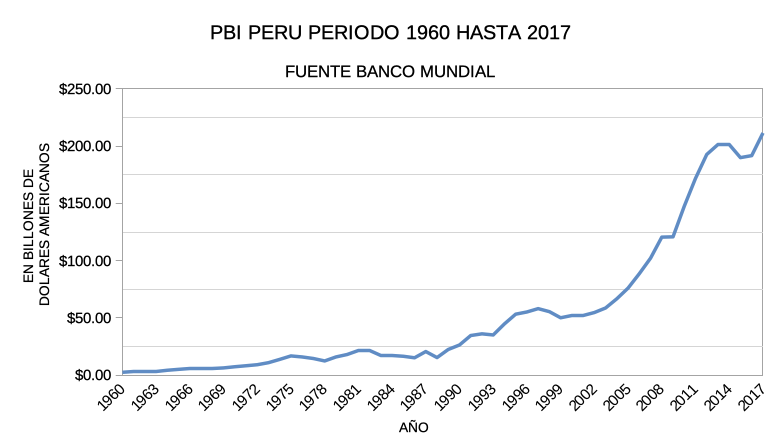 PBI PERU PERIODO 1960 HASTA 2017
FUENTE BANCO MUNDIAL
EN BILLONES DE
DOLARES AMERICANOS
$250.00
$200.00
$150.00
$100.00
$50.00
$0.00
1960 1963 1966 1969 1972 1975 1978 1981 1984 1987 1990 1993 1996 1999 2002 2005 2008 2011 2014 2017
AÑO